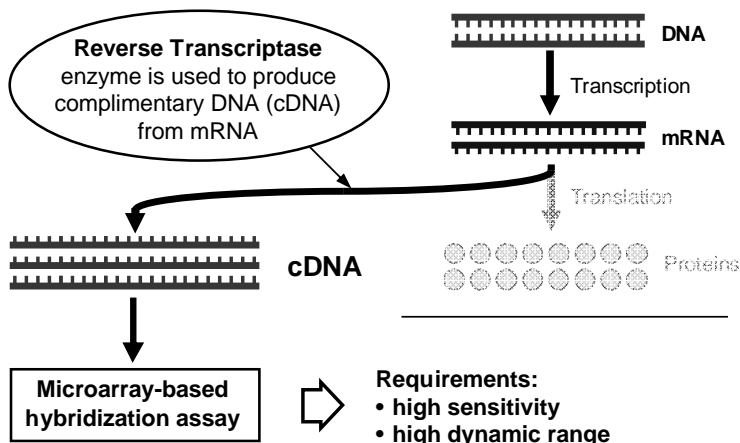 Reverse Transcriptase
enzyme is used to produce
complimentary DNA (cDNA)
from mRNA
DNA
Transcription
mRNA
Translation
Proteins
cDNA
Microarray-based
hybridization assay
Requirements:
• high sensitivity
• high dynamic range